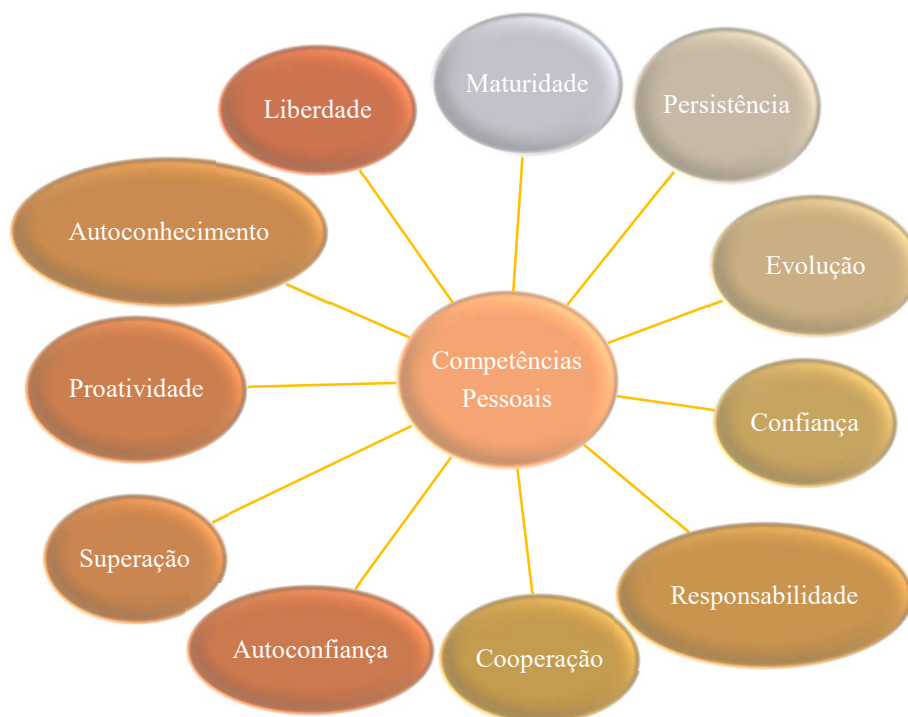 Maturidade
Persistência
Liberdade
Autoconhecimento
Evolução
Competências
Pessoais
Proatividade
Confiança
Superação
Responsabilidade
Autoconfiança
Cooperação